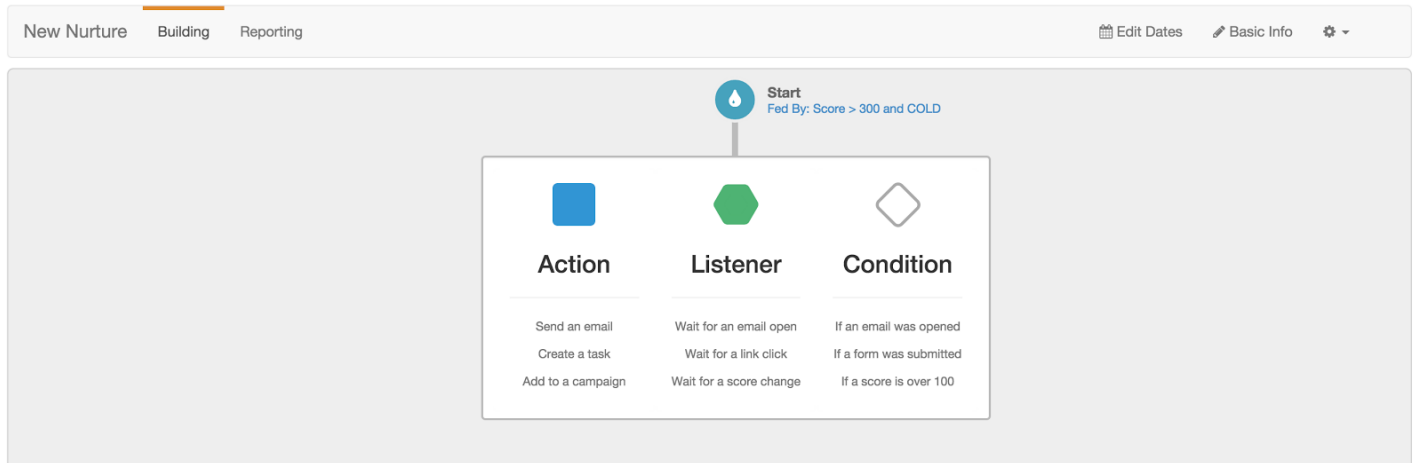 New Nurture Building Reporting Edit Dates Basic Info
Start
Fed By: Score > 300 and COLD
Action Listener Condition
Send an email Wait for an email open If an email was opened
Create a task Wait for a link click If a form was submitted
Add to a campaign Wait for a score change If a score is over 100